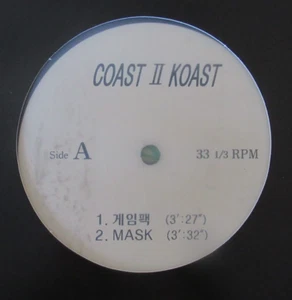 COAST II KOAST
Side A 33 1/3 RPM
1. 게임팩 (3':27")
2. MASK (3':32")